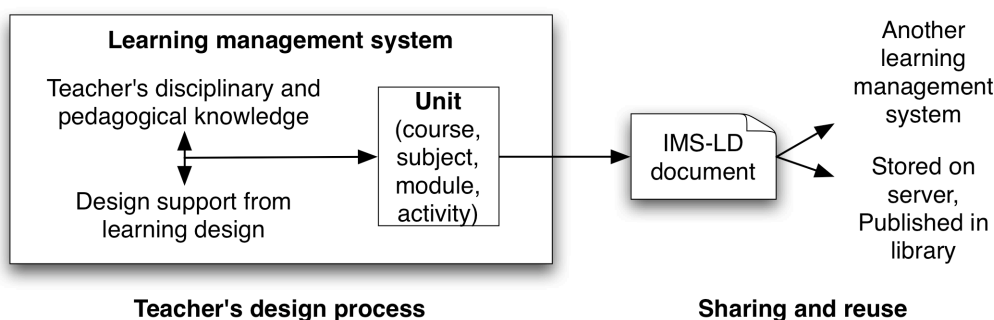 Learning management system
Teacher's disciplinary and
pedagogical knowledge
Design support from
learning design
Unit
(course,
subject,
module,
activity)
IMS-LD
document
Another
learning
management
system
Stored on
server,
Published in
library
Teacher's design process
Sharing and reuse